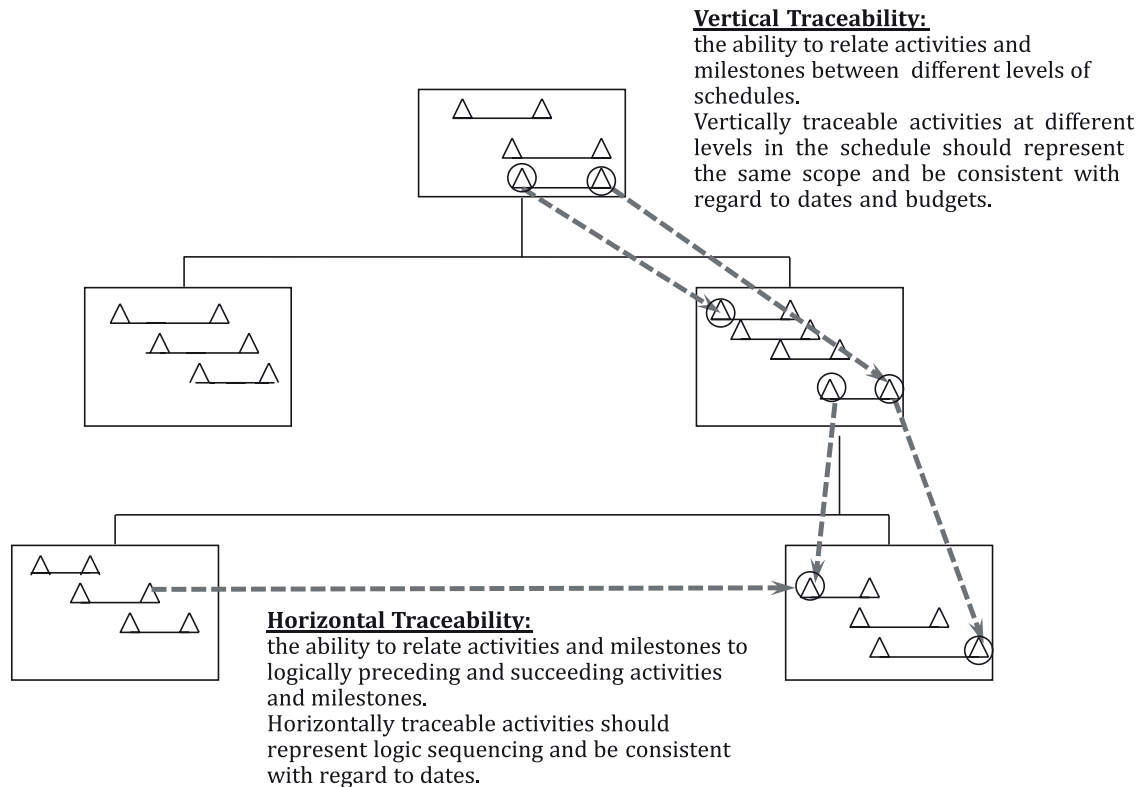 Vertical Traceability:
the ability to relate activities and
milestones between different levels of
schedules.
Vertically traceable activities at different
levels in the schedule should represent
the same scope and be consistent with
regard to dates and budgets.
Horizontal Traceability:
the ability to relate activities and milestones to
logically preceding and succeeding activities
and milestones.
Horizontally traceable activities should
represent logic sequencing and be consistent
with regard to dates.